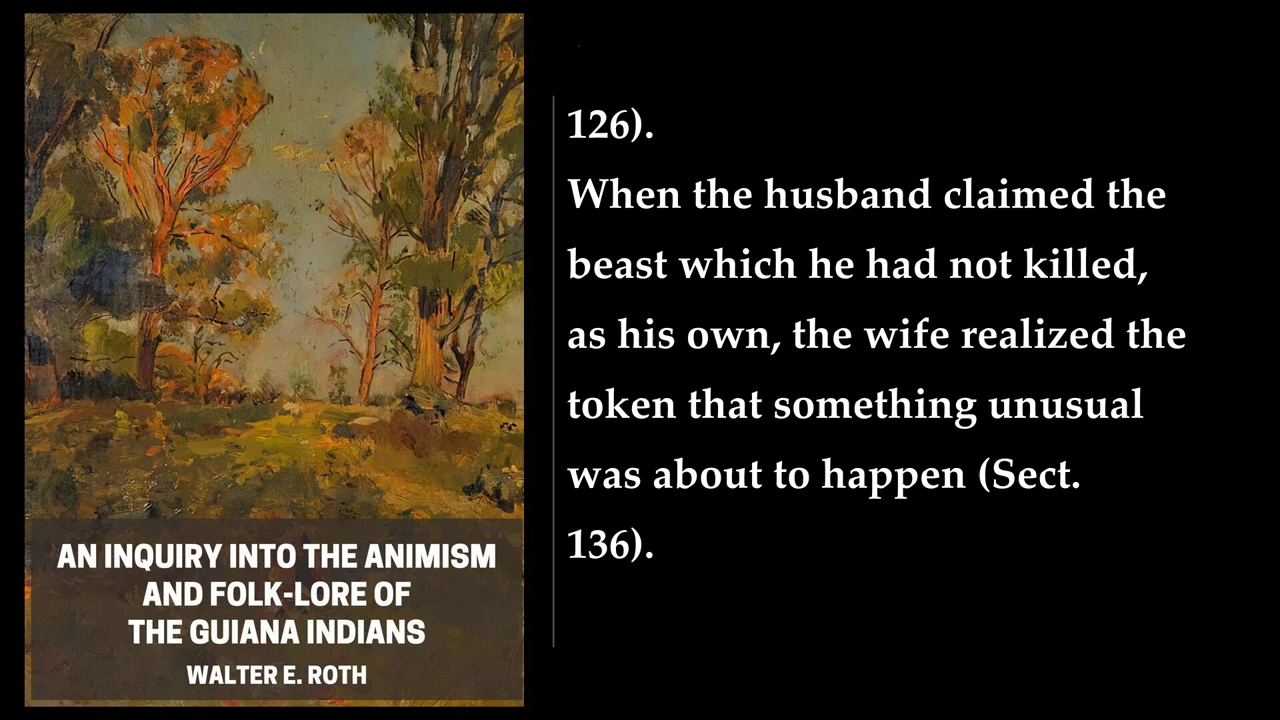 126).
When the husband claimed the
beast which he had not killed,
as his own, the wife realized the
token that something unusual
was about to happen (Sect.
136).
AN INQUIRY INTO THE ANIMISM
AND FOLK-LORE OF
THE GUIANA INDIANS
WALTER E. ROTH